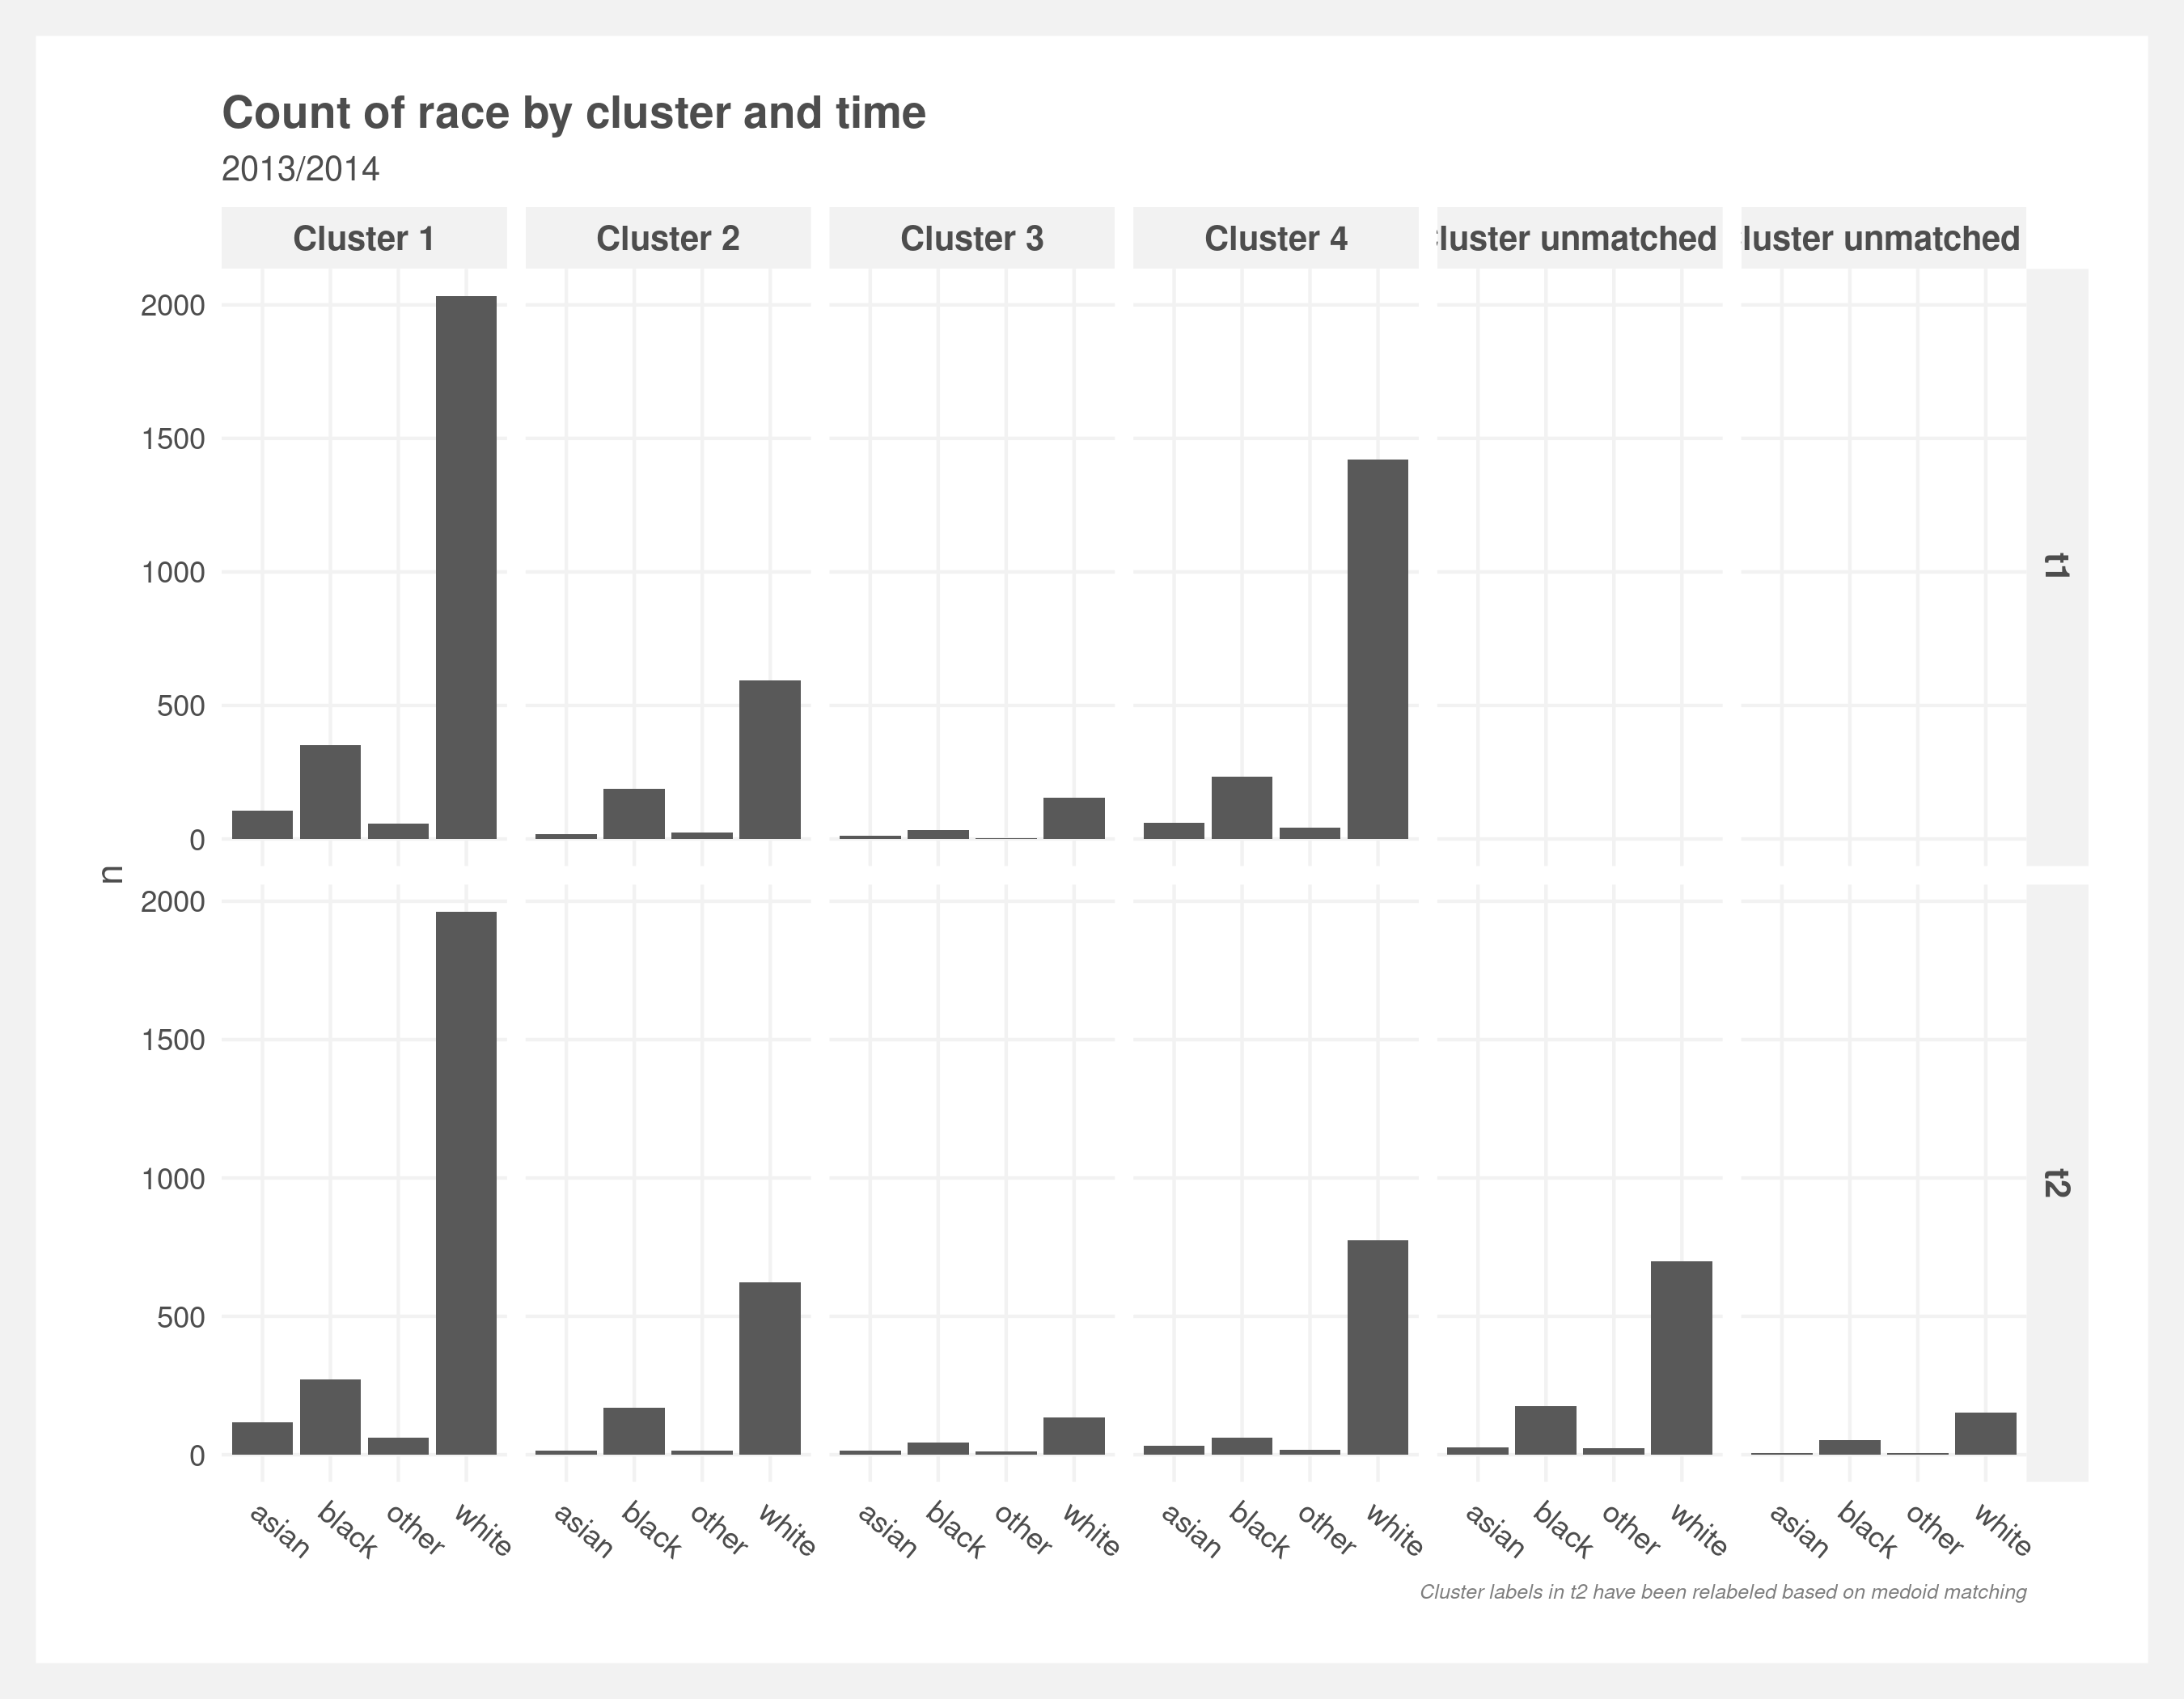 Count of race by cluster and time
2013/2014
Cluster 1 Cluster 2 Cluster 3 Cluster 4 luster unmatched luster unmatched
2000
1500
1000
500
0
t1
n
2000
1500
1000
500
0
t2
asian black other white asian black other white asian black other white asian black other white asian black other white asian black other white
Cluster labels in t2 have been relabeled based on medoid matching